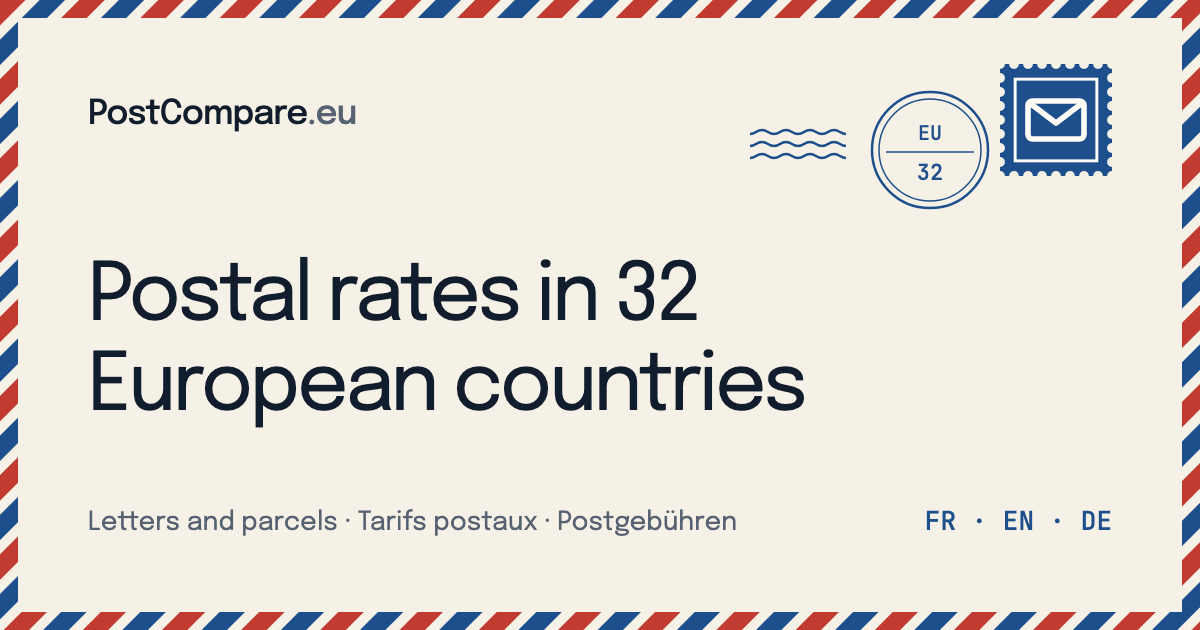 PostCompare.eu
EU
32
Postal rates in 32
European countries
Letters and parcels · Tarifs postaux · Postgebühren
FR · EN · DE